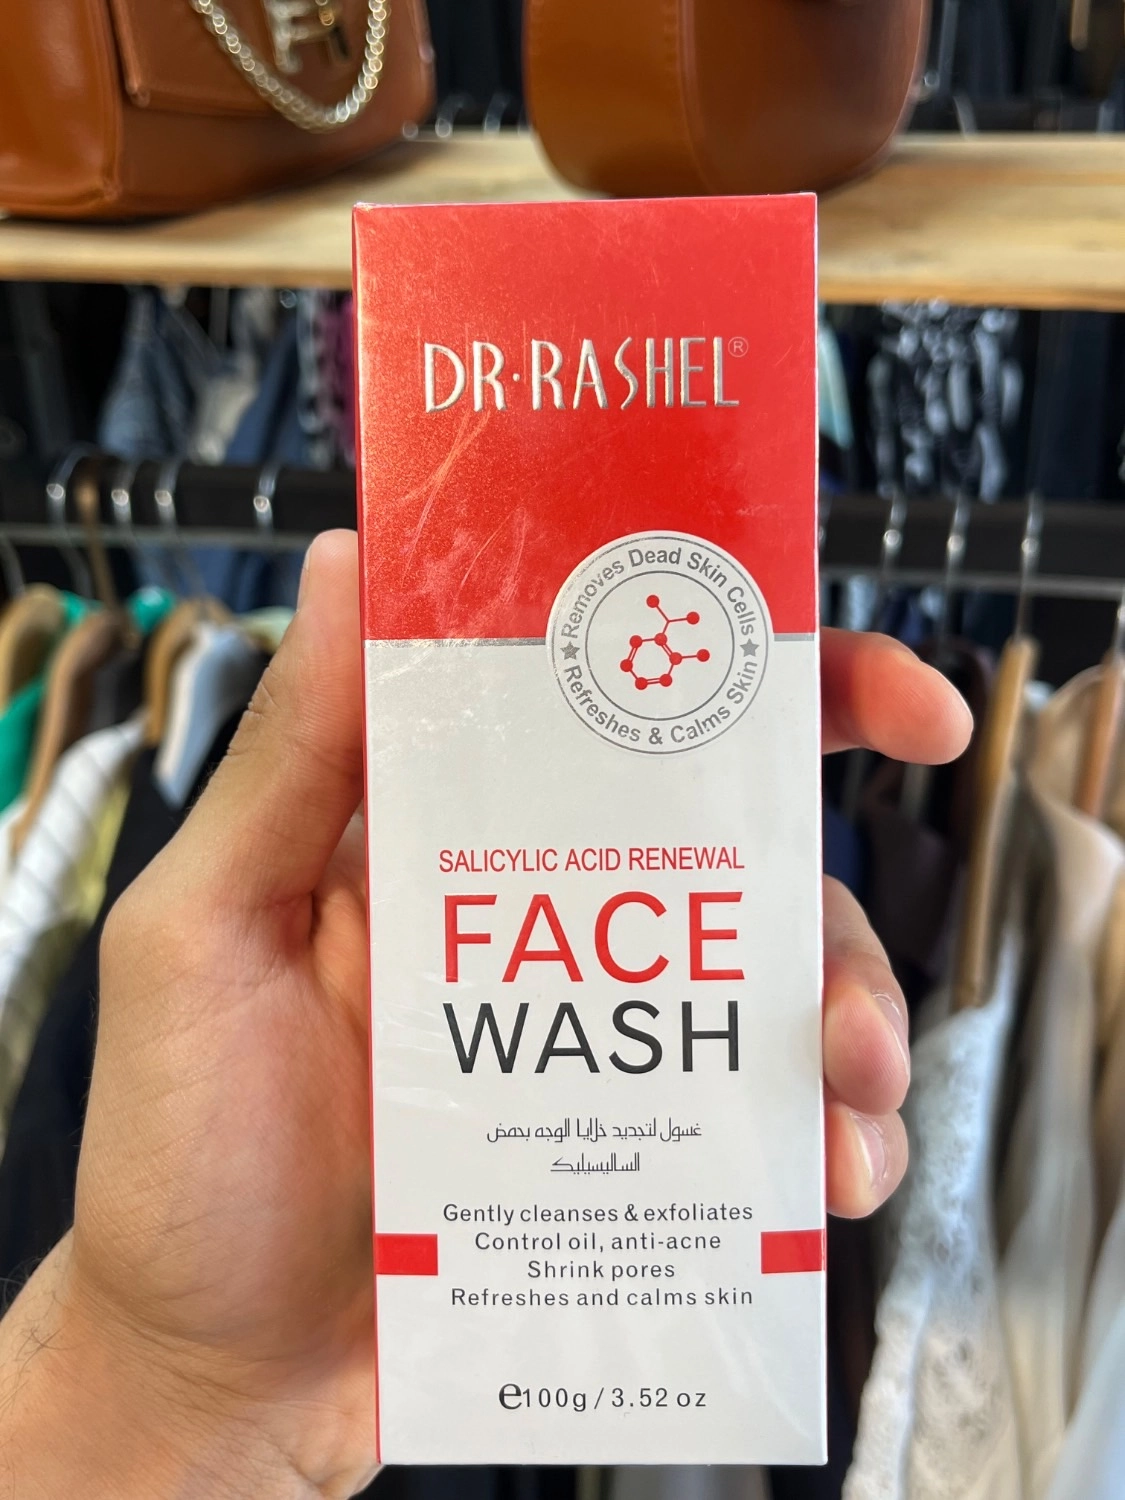 DR·RASHEL®
Removes Dead Skin Cells
Refreshes & Calms Skin
SALICYLIC ACID RENEWAL
FACE
WASH
غسول لتجديد خلايا الوجه بحمض
الساليسيليك
Gently cleanses & exfoliates
Control oil, anti-acne
Shrink pores
Refreshes and calms skin
℮100g / 3.52 oz